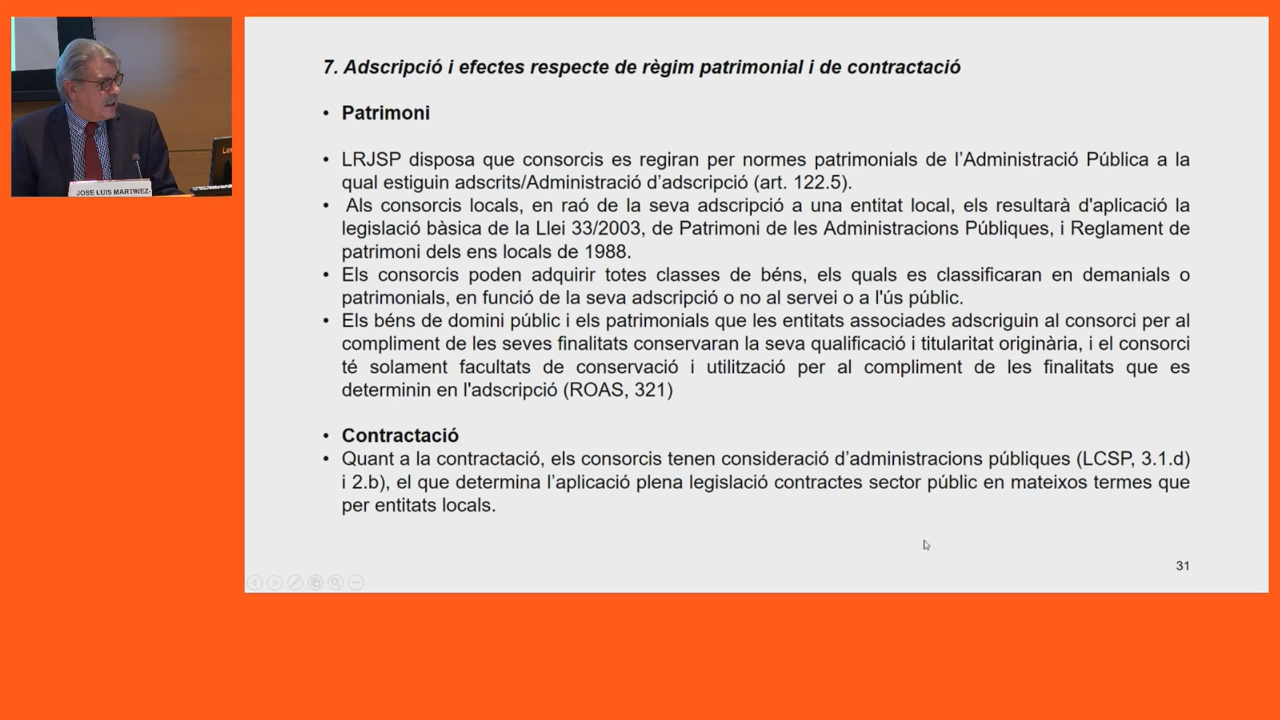 JOSE LUIS MARTINEZ-
Le
7. Adscripció i efectes respecte de règim patrimonial i de contractació
• Patrimoni
• LRJSP disposa que consorcis es regiran per normes patrimonials de l’Administració Pública a la
qual estiguin adscrits/Administració d’adscripció (art. 122.5).
• Als consorcis locals, en raó de la seva adscripció a una entitat local, els resultarà d'aplicació la
legislació bàsica de la Llei 33/2003, de Patrimoni de les Administracions Públiques, i Reglament de
patrimoni dels ens locals de 1988.
• Els consorcis poden adquirir totes classes de béns, els quals es classificaran en demanials o
patrimonials, en funció de la seva adscripció o no al servei o a l'ús públic.
• Els béns de domini públic i els patrimonials que les entitats associades adscriguin al consorci per al
compliment de les seves finalitats conservaran la seva qualificació i titularitat originària, i el consorci
té solament facultats de conservació i utilització per al compliment de les finalitats que es
determinin en l'adscripció (ROAS, 321)
• Contractació
• Quant a la contractació, els consorcis tenen consideració d’administracions públiques (LCSP, 3.1.d)
i 2.b), el que determina l’aplicació plena legislació contractes sector públic en mateixos termes que
per entitats locals.
31